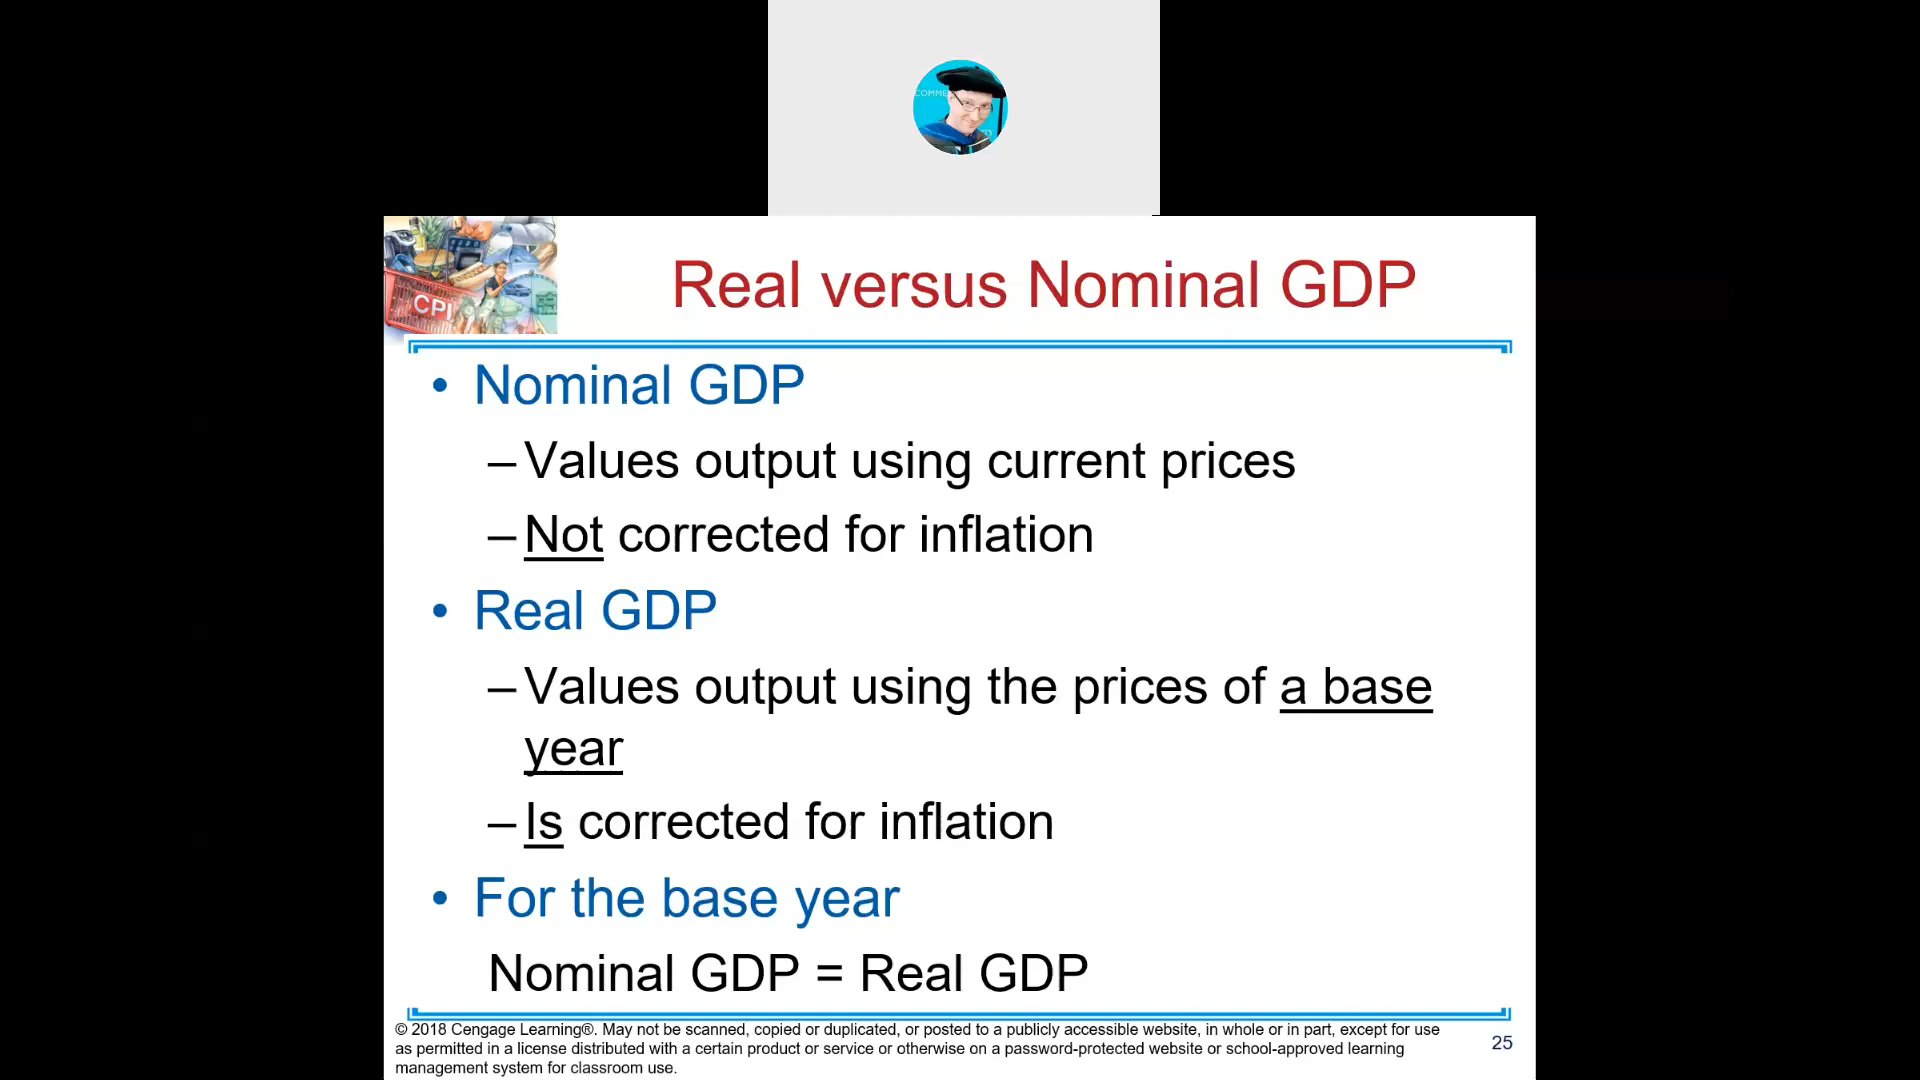 COMME
CPI
Real versus Nominal GDP
• Nominal GDP
– Values output using current prices
– Not corrected for inflation
• Real GDP
– Values output using the prices of a base
year
– Is corrected for inflation
• For the base year
Nominal GDP = Real GDP
© 2018 Cengage Learning®. May not be scanned, copied or duplicated, or posted to a publicly accessible website, in whole or in part, except for use
as permitted in a license distributed with a certain product or service or otherwise on a password-protected website or school-approved learning
management system for classroom use.
25